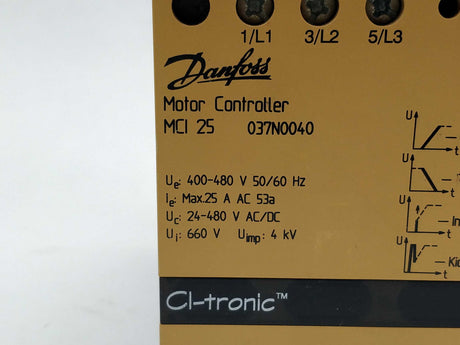 1/L1 3/L2 5/L3
Danfoss
Motor Controller
MCI 25 037N0040
U
t
U
t
Ue: 400-480 V 50/60 Hz
Ie: Max.25 A AC 53a
Uc: 24-480 V AC/DC
Ui: 660 V Uimp: 4 kV
U
t
U
t
CI-tronic™